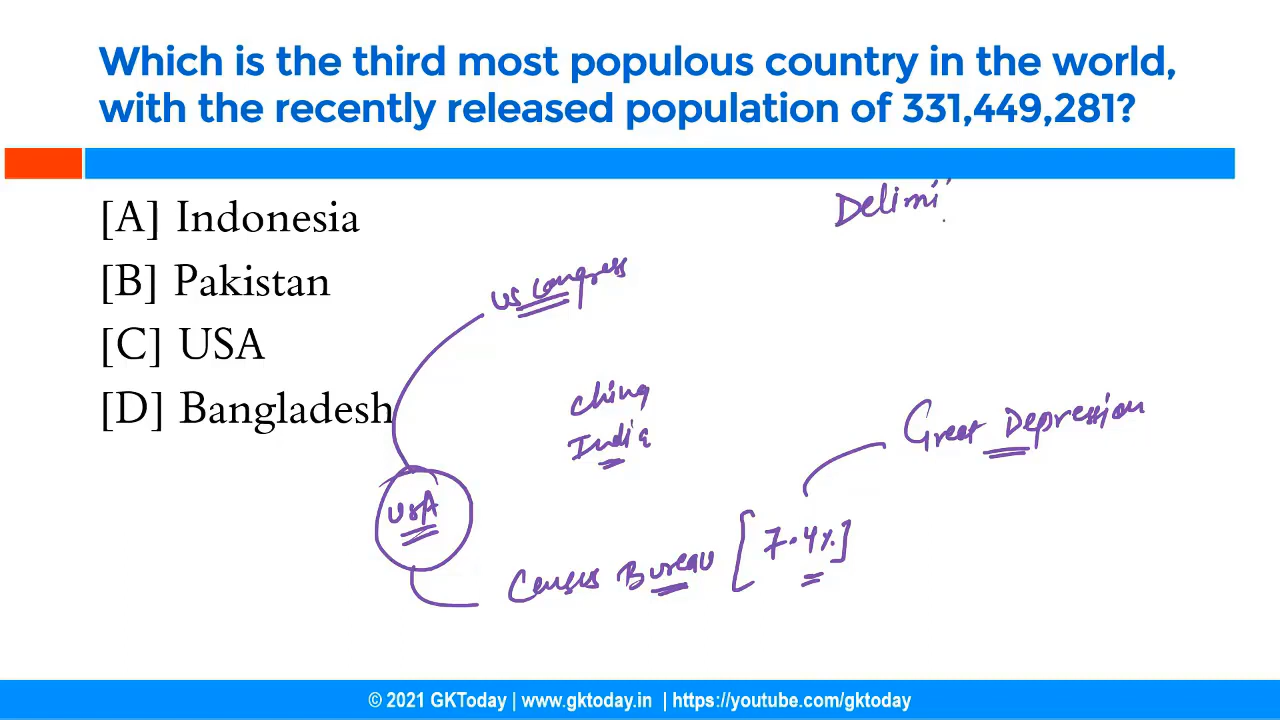 Which is the third most populous country in the world,
with the recently released population of 331,449,281?
[A] Indonesia
[B] Pakistan
[C] USA
[D] Bangladesh
Delimi
US Congress
China
India
Great Depression
USA
Census Bureau [7.4%]
© 2021 GKToday | www.gktoday.in | https://youtube.com/gktoday